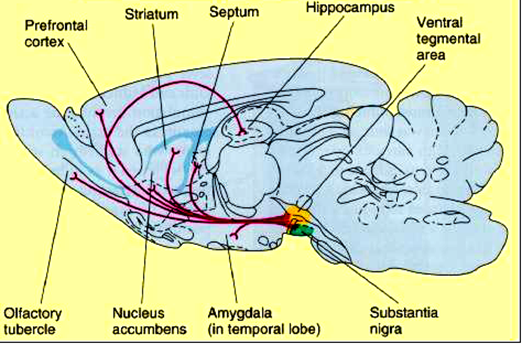 Prefrontal
cortex
Striatum
Septum
Hippocampus
Ventral
tegmental
area
Olfactory
tubercle
Nucleus
accumbens
Amygdala
(in temporal lobe)
Substantia
nigra